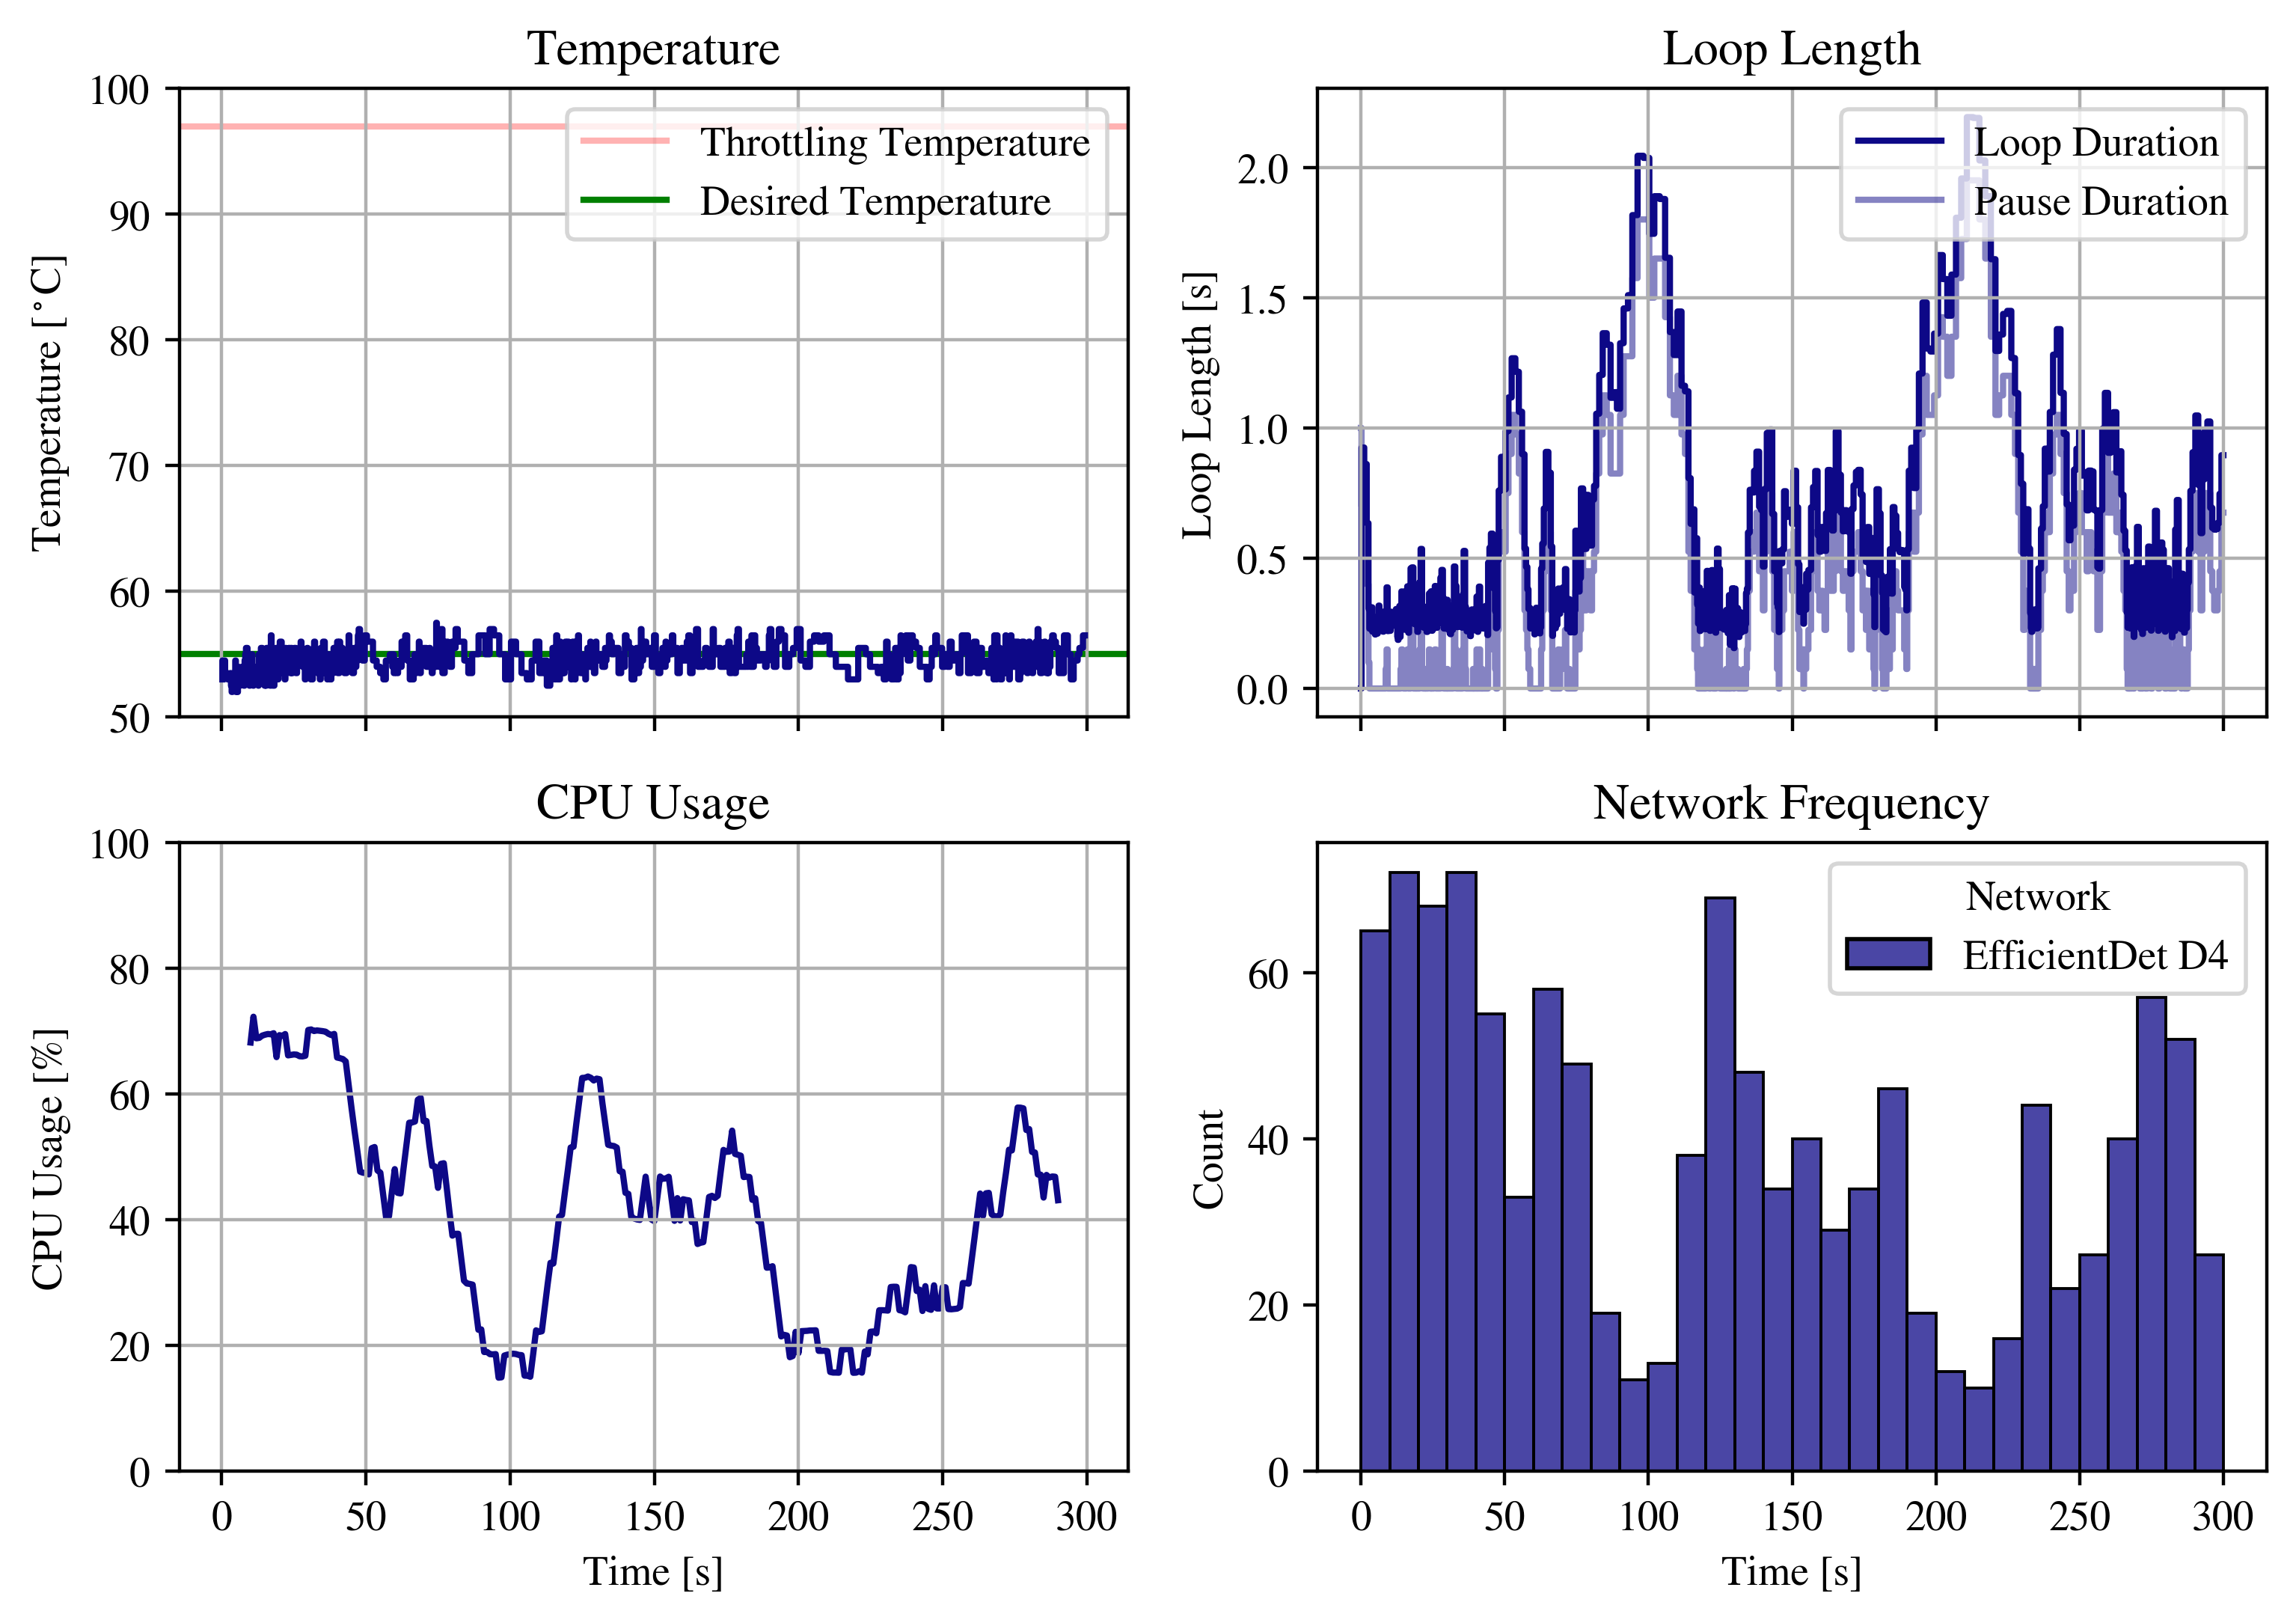 Temperature
100
90
80
70
60
50
Temperature [°C]
Throttling Temperature
Desired Temperature
Loop Length
2.0
1.5
1.0
0.5
0.0
Loop Length [s]
Loop Duration
Pause Duration
CPU Usage
100
80
60
40
20
0
CPU Usage [%]
0 50 100 150 200 250 300
Time [s]
Network Frequency
60
40
20
0
Count
Network
EfficientDet D4
0 50 100 150 200 250 300
Time [s]